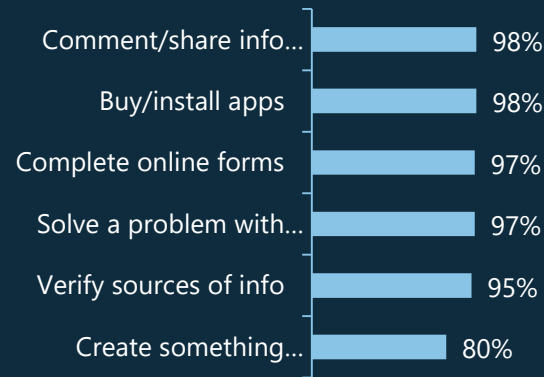 Comment/share info... 98%
Buy/install apps 98%
Complete online forms 97%
Solve a problem with... 97%
Verify sources of info 95%
Create something... 80%